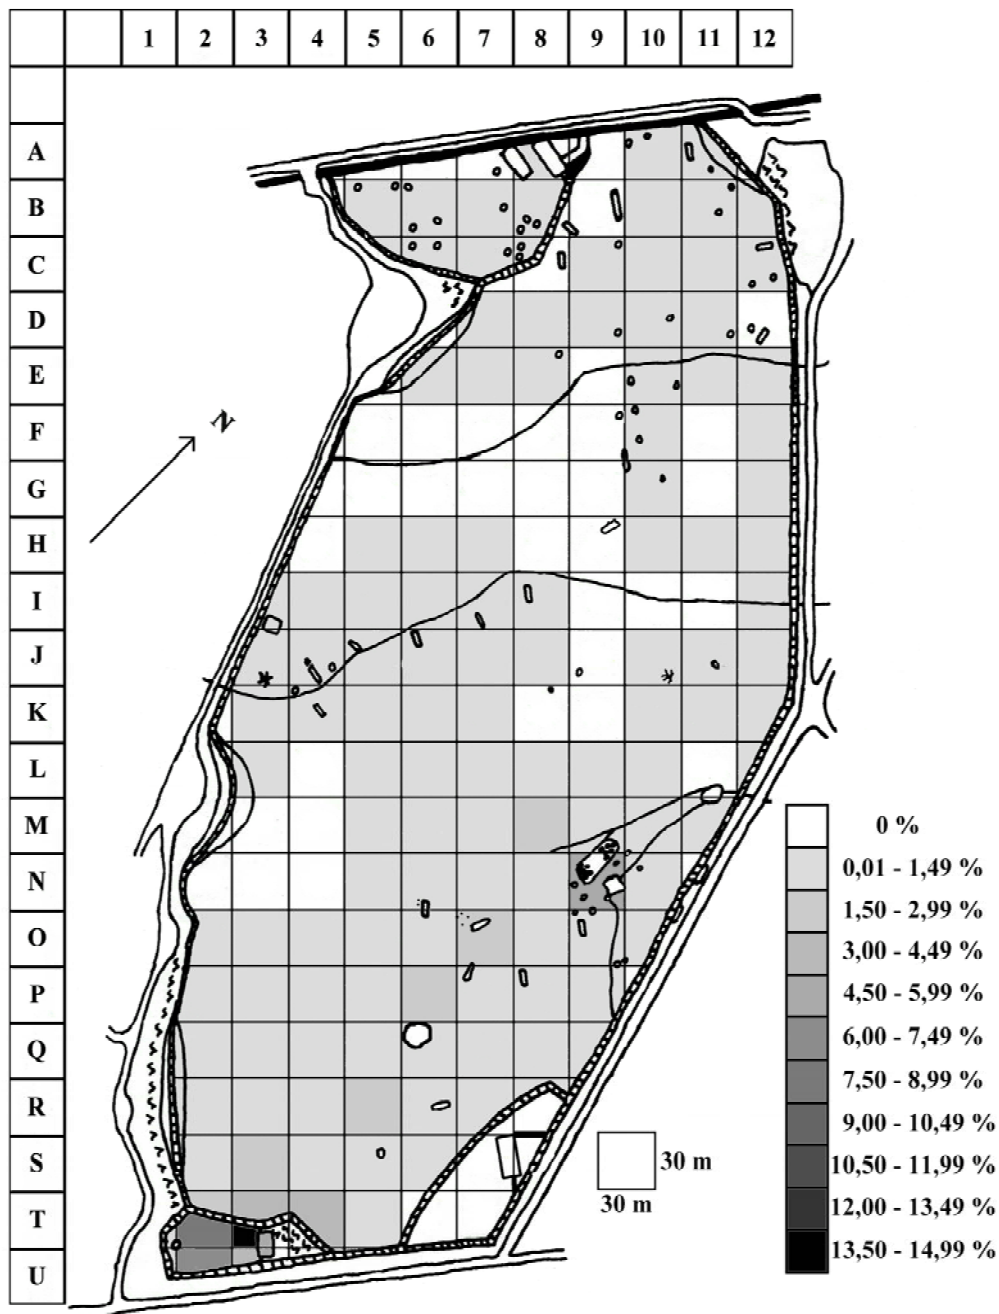 1 2 3 4 5 6 7 8 9 10 11 12
A
B
C
D
E
F
N
G
H
I
J
K
L
M
0 %
N
0,01 - 1,49 %
1,50 - 2,99 %
O
3,00 - 4,49 %
P
4,50 - 5,99 %
Q
6,00 - 7,49 %
7,50 - 8,99 %
R
9,00 - 10,49 %
S
30 m
10,50 - 11,99 %
30 m
T
12,00 - 13,49 %
13,50 - 14,99 %
U